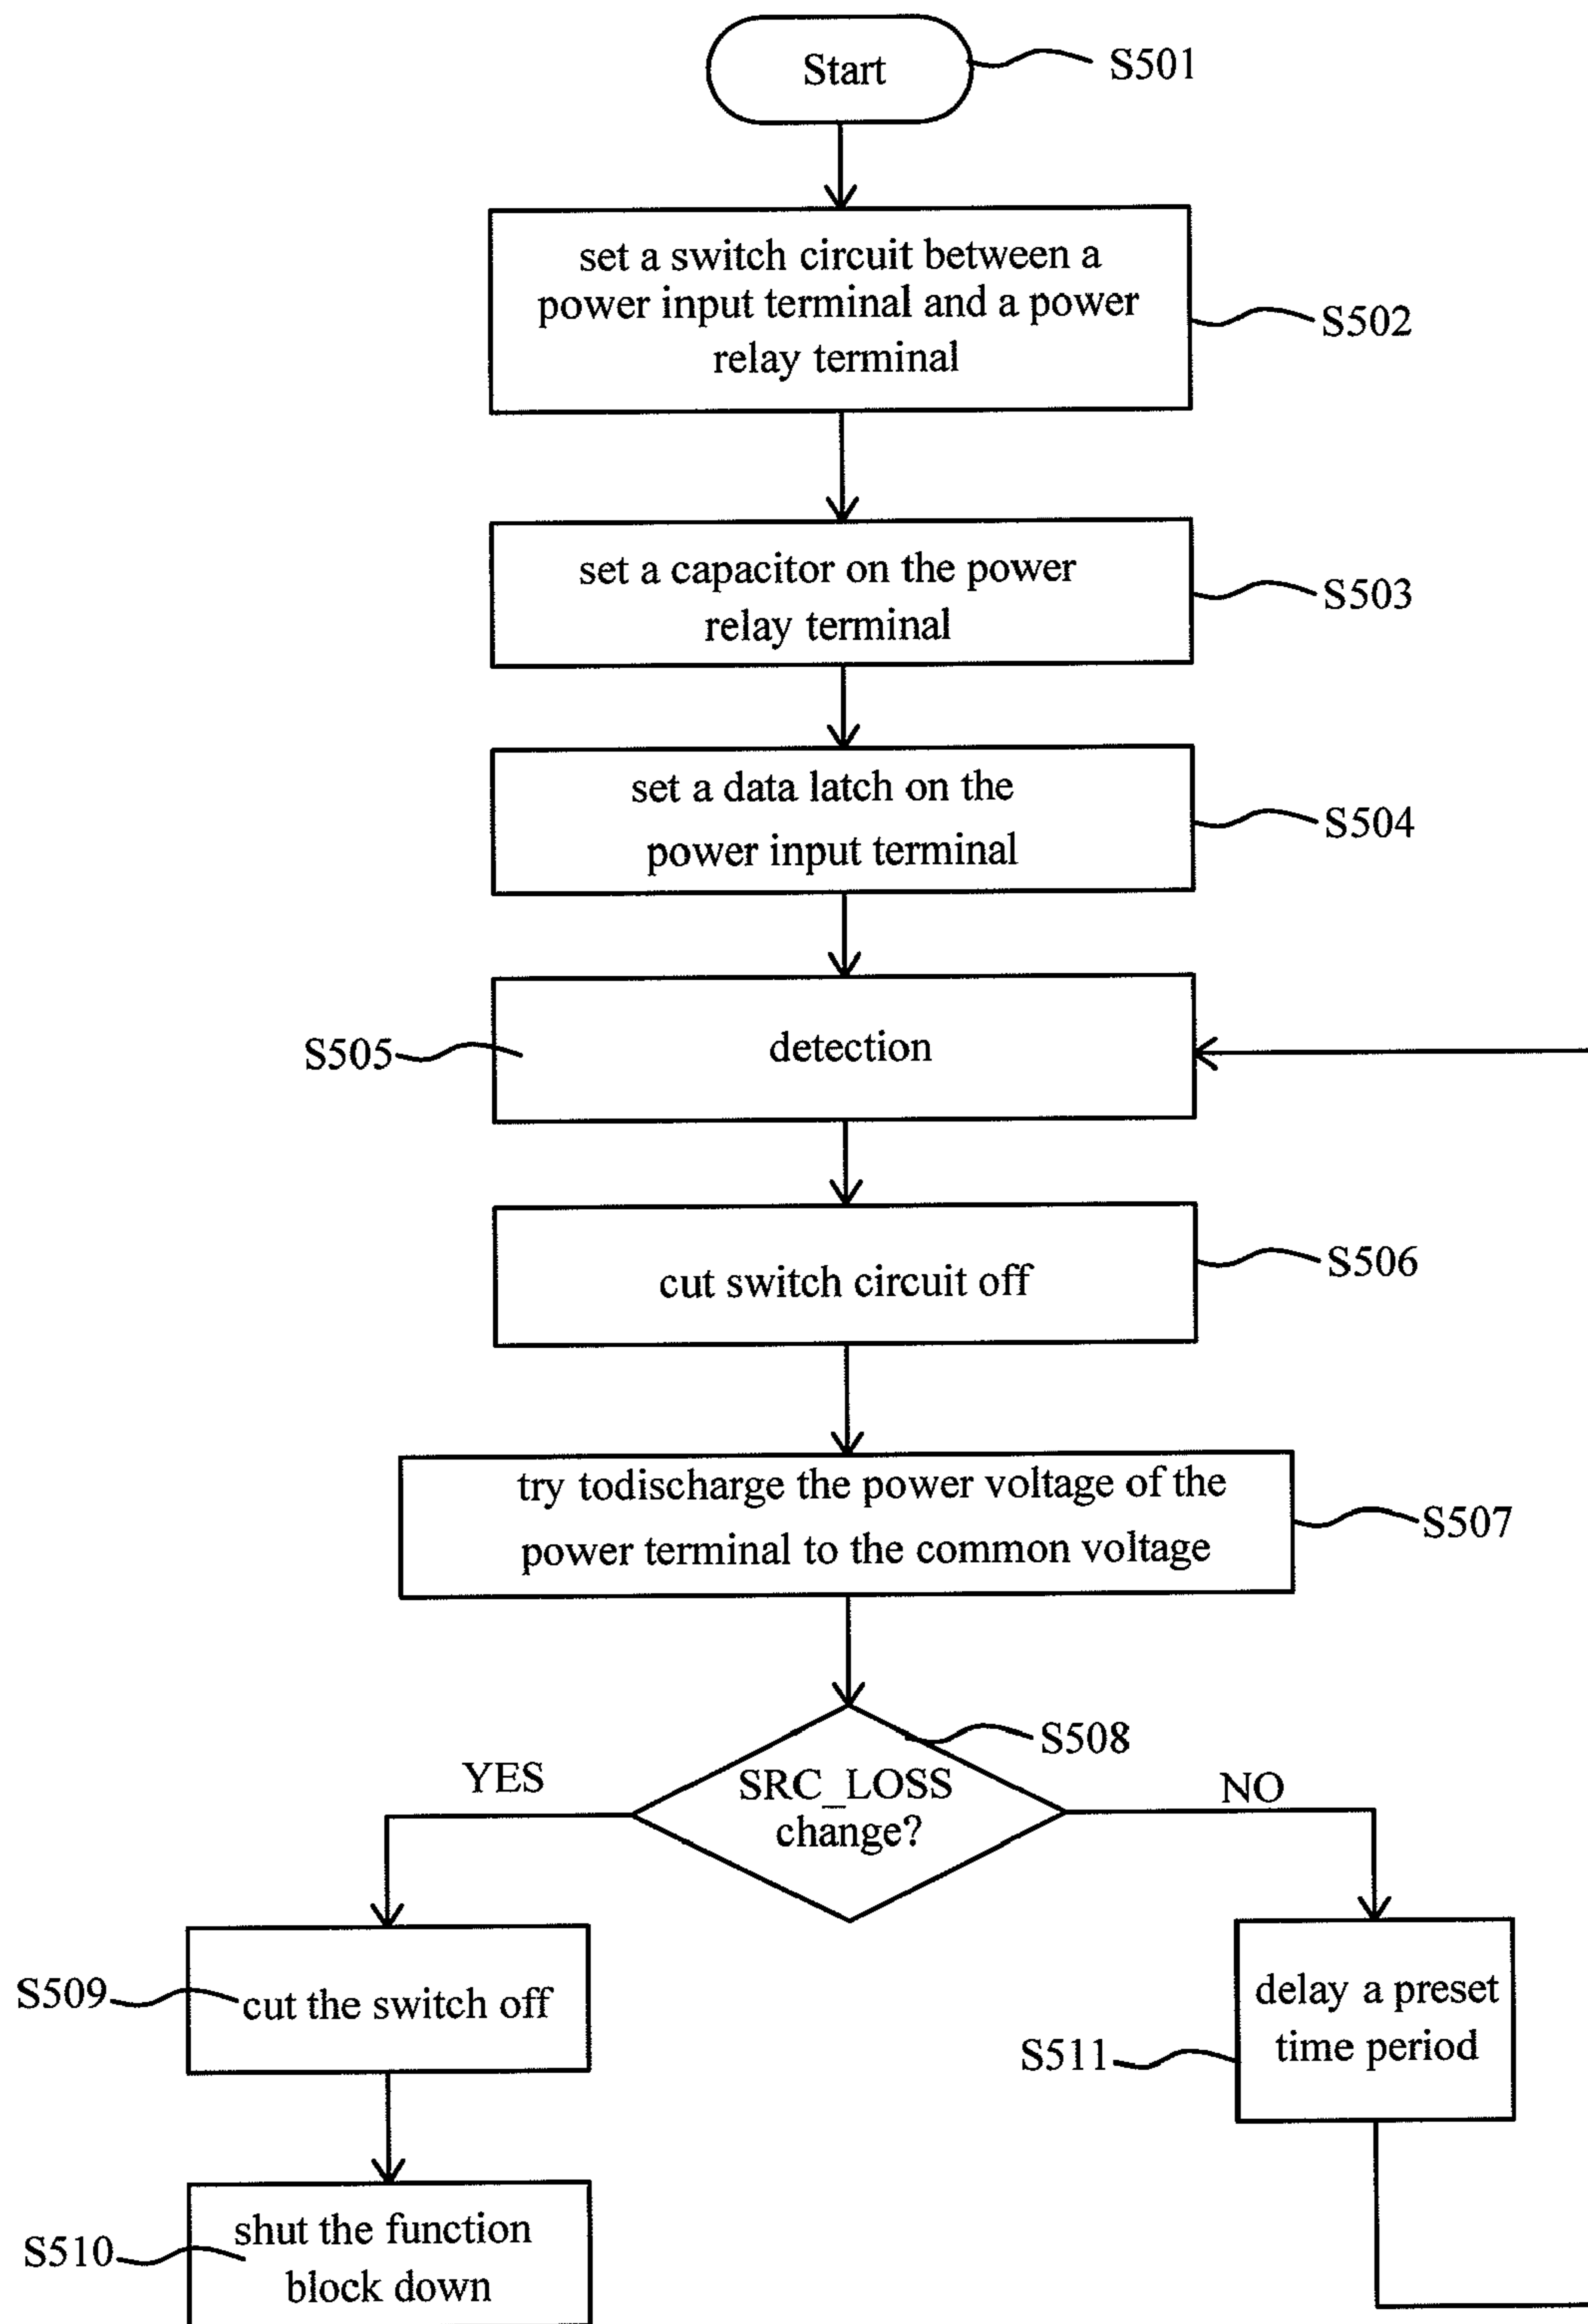 Start
S501
set a switch circuit between a
power input terminal and a power
relay terminal
S502
set a capacitor on the power
relay terminal
S503
set a data latch on the
power input terminal
S504
S505
detection
cut switch circuit off
S506
try todischarge the power voltage of the
power terminal to the common voltage
S507
S508
YES
SRC_LOSS
change?
NO
S509
cut the switch off
delay a preset
time period
S511
S510
shut the function
block down